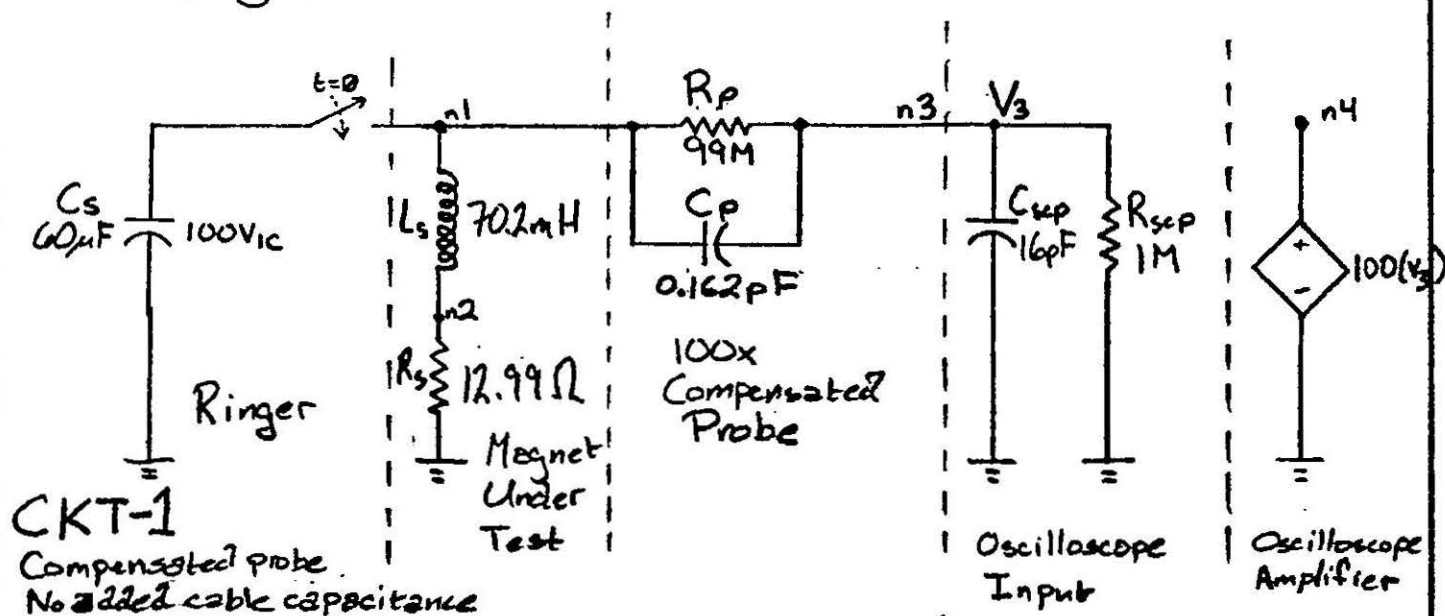 t=0
n1
Rp
99M
n3
V3
n4
Cs
60µF
100VIC
Ls
70.2mH
Cp
0.162pF
Cscp
16pF
Rscp
1M
+
-
100(V3)
n2
Rs
12.99Ω
Ringer
Magnet
Under
Test
100x
Compensated
Probe
Oscilloscope
Input
Oscilloscope
Amplifier
CKT-1
Compensated probe
No added cable capacitance